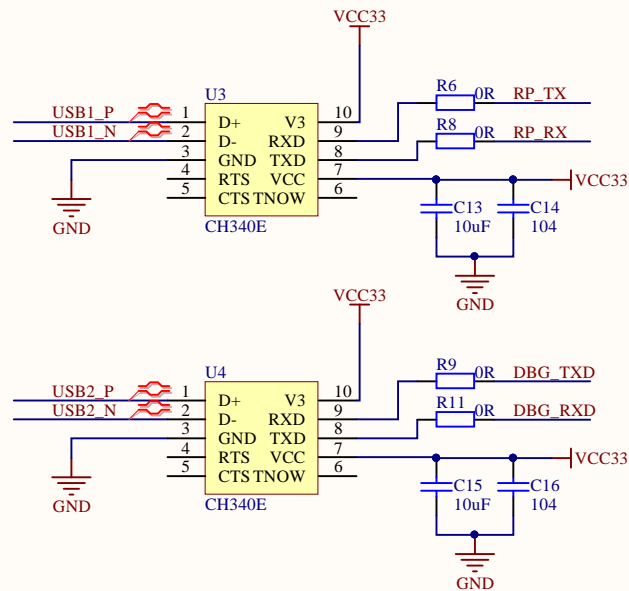 VCC33
U3
R6 0R RP_TX
USB1_P 1 D+ V3 10
USB1_N 2 D- RXD 9
R8 0R RP_RX
3 GND TXD 8
4 RTS VCC 7 VCC33
5 CTS TNOW 6
C13 C14
10uF 104
GND CH340E
GND
VCC33
U4
R9 0R DBG_TXD
USB2_P 1 D+ V3 10
USB2_N 2 D- RXD 9
R11 0R DBG_RXD
3 GND TXD 8
4 RTS VCC 7 VCC33
5 CTS TNOW 6
C15 C16
10uF 104
GND CH340E
GND